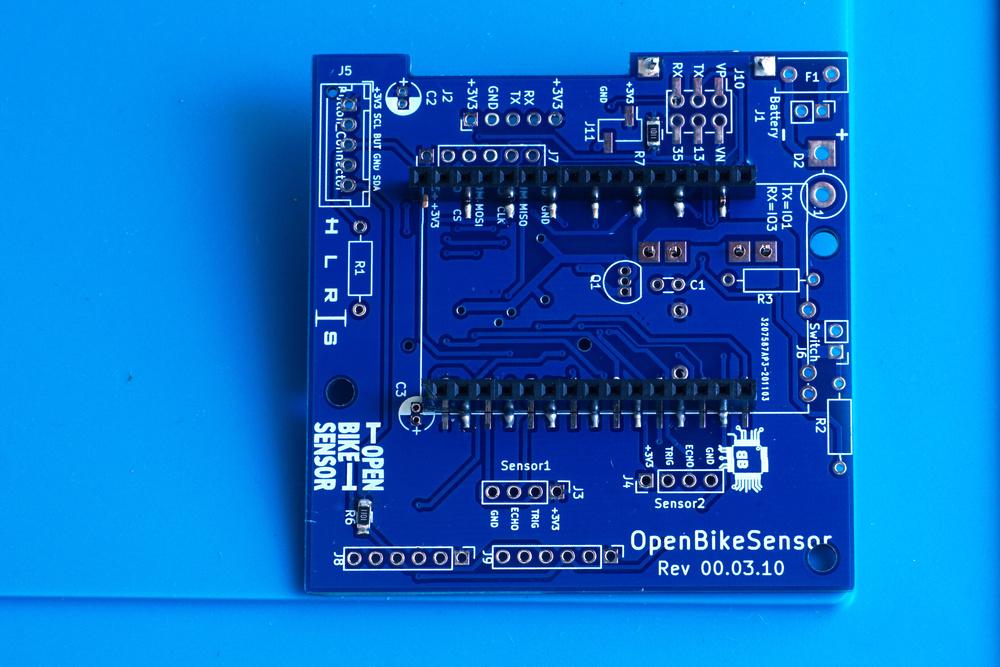 J5
+3V3 SCL BUT GND SDA
C2
J2
+3V3
GND
TX
RX
+3V3
GND
+3V3
J11
R7
RX
TX
VP
J10
35
13
VN
F1
J1
Battery
+
-
D2
J7
+3V3
CS
MOSI
CLK
MISO
GND
TX=IO1
RX=IO3
H
L
R
S
R1
Q1
C1
R3
3207587AP3-201103
Switch
J6
R2
C3
+
OPEN
BIKE
SENSOR
R6
Sensor1
J3
GND
ECHO
TRIG
+3V3
+3V3
TRIG
ECHO
GND
J4
Sensor2
J8
J9
OpenBikeSensor
Rev 00.03.10